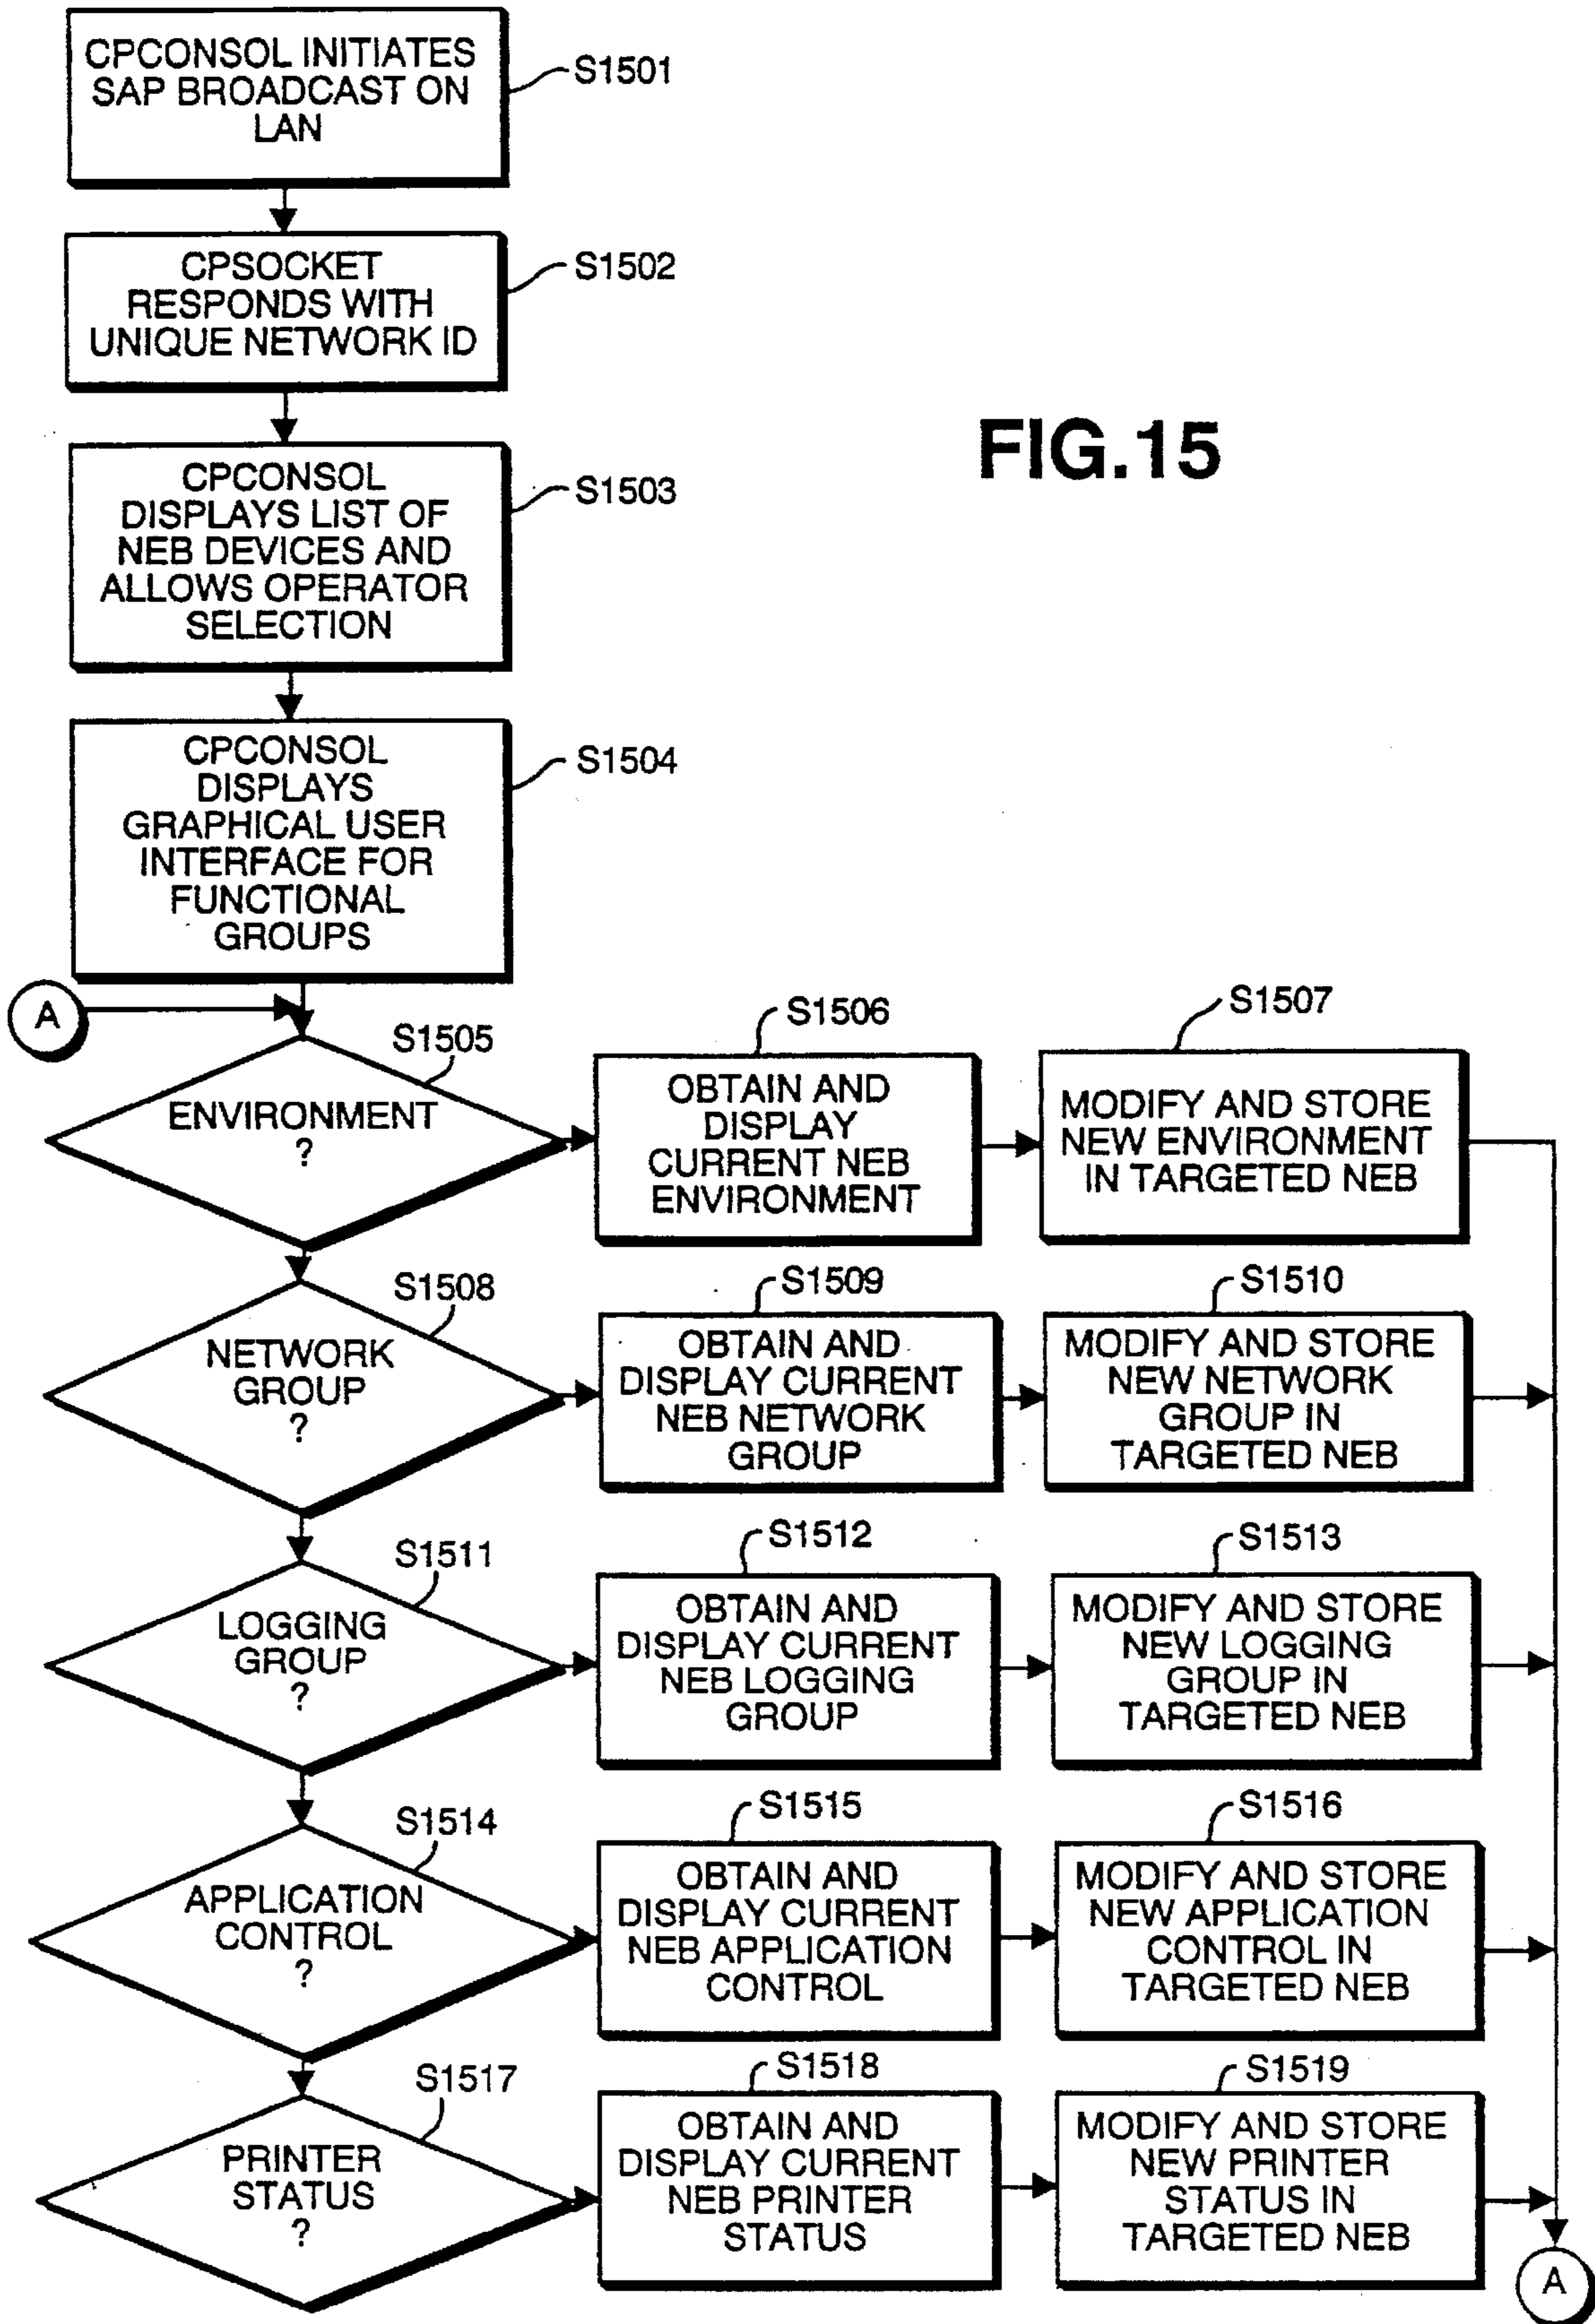 CPCONSOL INITIATES
SAP BROADCAST ON
LAN
S1501
CPSOCKET
RESPONDS WITH
UNIQUE NETWORK ID
S1502
FIG.15
CPCONSOL
DISPLAYS LIST OF
NEB DEVICES AND
ALLOWS OPERATOR
SELECTION
S1503
CPCONSOL
DISPLAYS
GRAPHICAL USER
INTERFACE FOR
FUNCTIONAL
GROUPS
S1504
A
S1505
ENVIRONMENT
?
S1506
OBTAIN AND
DISPLAY
CURRENT NEB
ENVIRONMENT
S1507
MODIFY AND STORE
NEW ENVIRONMENT
IN TARGETED NEB
S1508
NETWORK
GROUP
?
S1509
OBTAIN AND
DISPLAY CURRENT
NEB NETWORK
GROUP
S1510
MODIFY AND STORE
NEW NETWORK
GROUP IN
TARGETED NEB
S1511
LOGGING
GROUP
?
S1512
OBTAIN AND
DISPLAY CURRENT
NEB LOGGING
GROUP
S1513
MODIFY AND STORE
NEW LOGGING
GROUP IN
TARGETED NEB
S1514
APPLICATION
CONTROL
?
S1515
OBTAIN AND
DISPLAY CURRENT
NEB APPLICATION
CONTROL
S1516
MODIFY AND STORE
NEW APPLICATION
CONTROL IN
TARGETED NEB
S1517
PRINTER
STATUS
?
S1518
OBTAIN AND
DISPLAY CURRENT
NEB PRINTER
STATUS
S1519
MODIFY AND STORE
NEW PRINTER
STATUS IN
TARGETED NEB
A